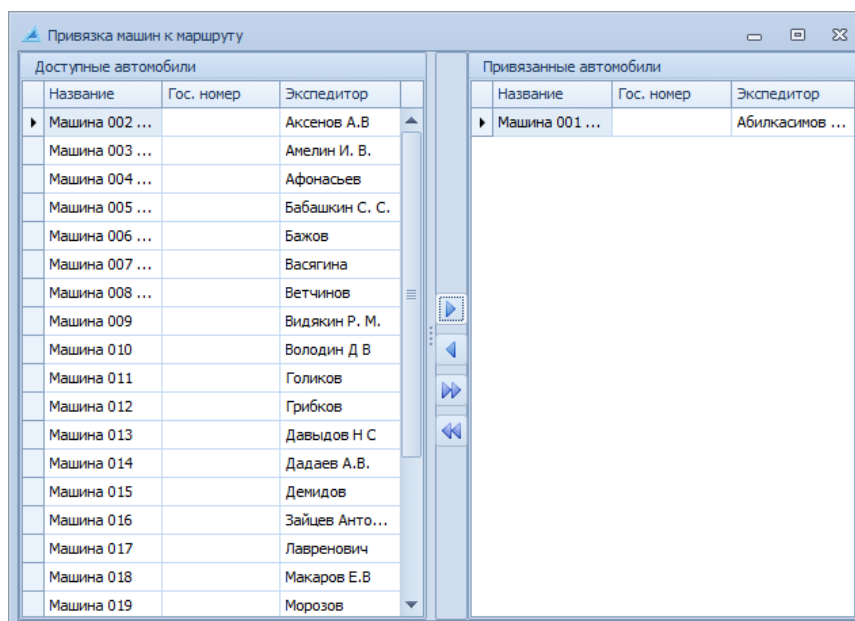 Привязка машин к маршруту
Доступные автомобили Привязанные автомобили
Название Гос. номер Экспедитор Название Гос. номер Экспедитор
Машина 002 ... Аксенов А.В Машина 001 ... Абилкасимов ...
Машина 003 ... Амелин И. В.
Машина 004 ... Афонасьев
Машина 005 ... Бабашкин С. С.
Машина 006 ... Бажов
Машина 007 ... Васягина
Машина 008 ... Ветчинов
Машина 009 Видякин Р. М.
Машина 010 Володин Д В
Машина 011 Голиков
Машина 012 Грибков
Машина 013 Давыдов Н С
Машина 014 Дадаев А.В.
Машина 015 Демидов
Машина 016 Зайцев Анто...
Машина 017 Лавренович
Машина 018 Макаров Е.В
Машина 019 Морозов